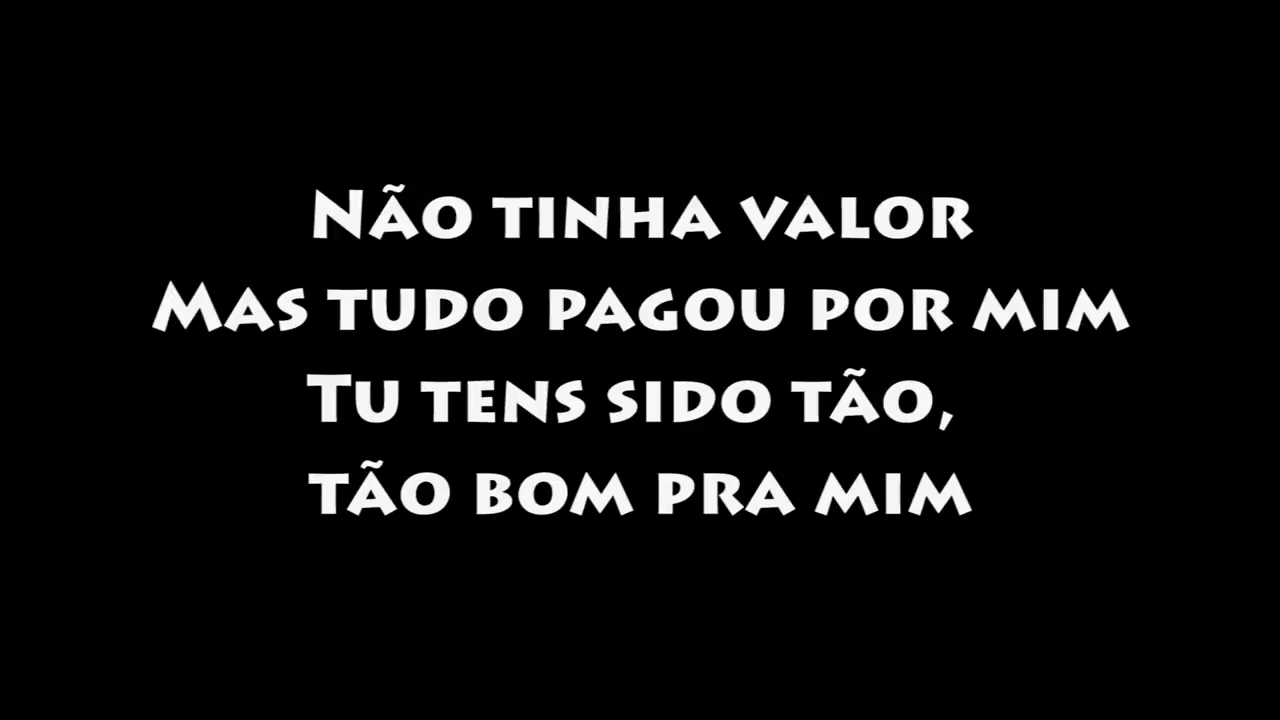 Não tinha valor
Mas tudo pagou por mim
Tu tens sido tão,
tão bom pra mim